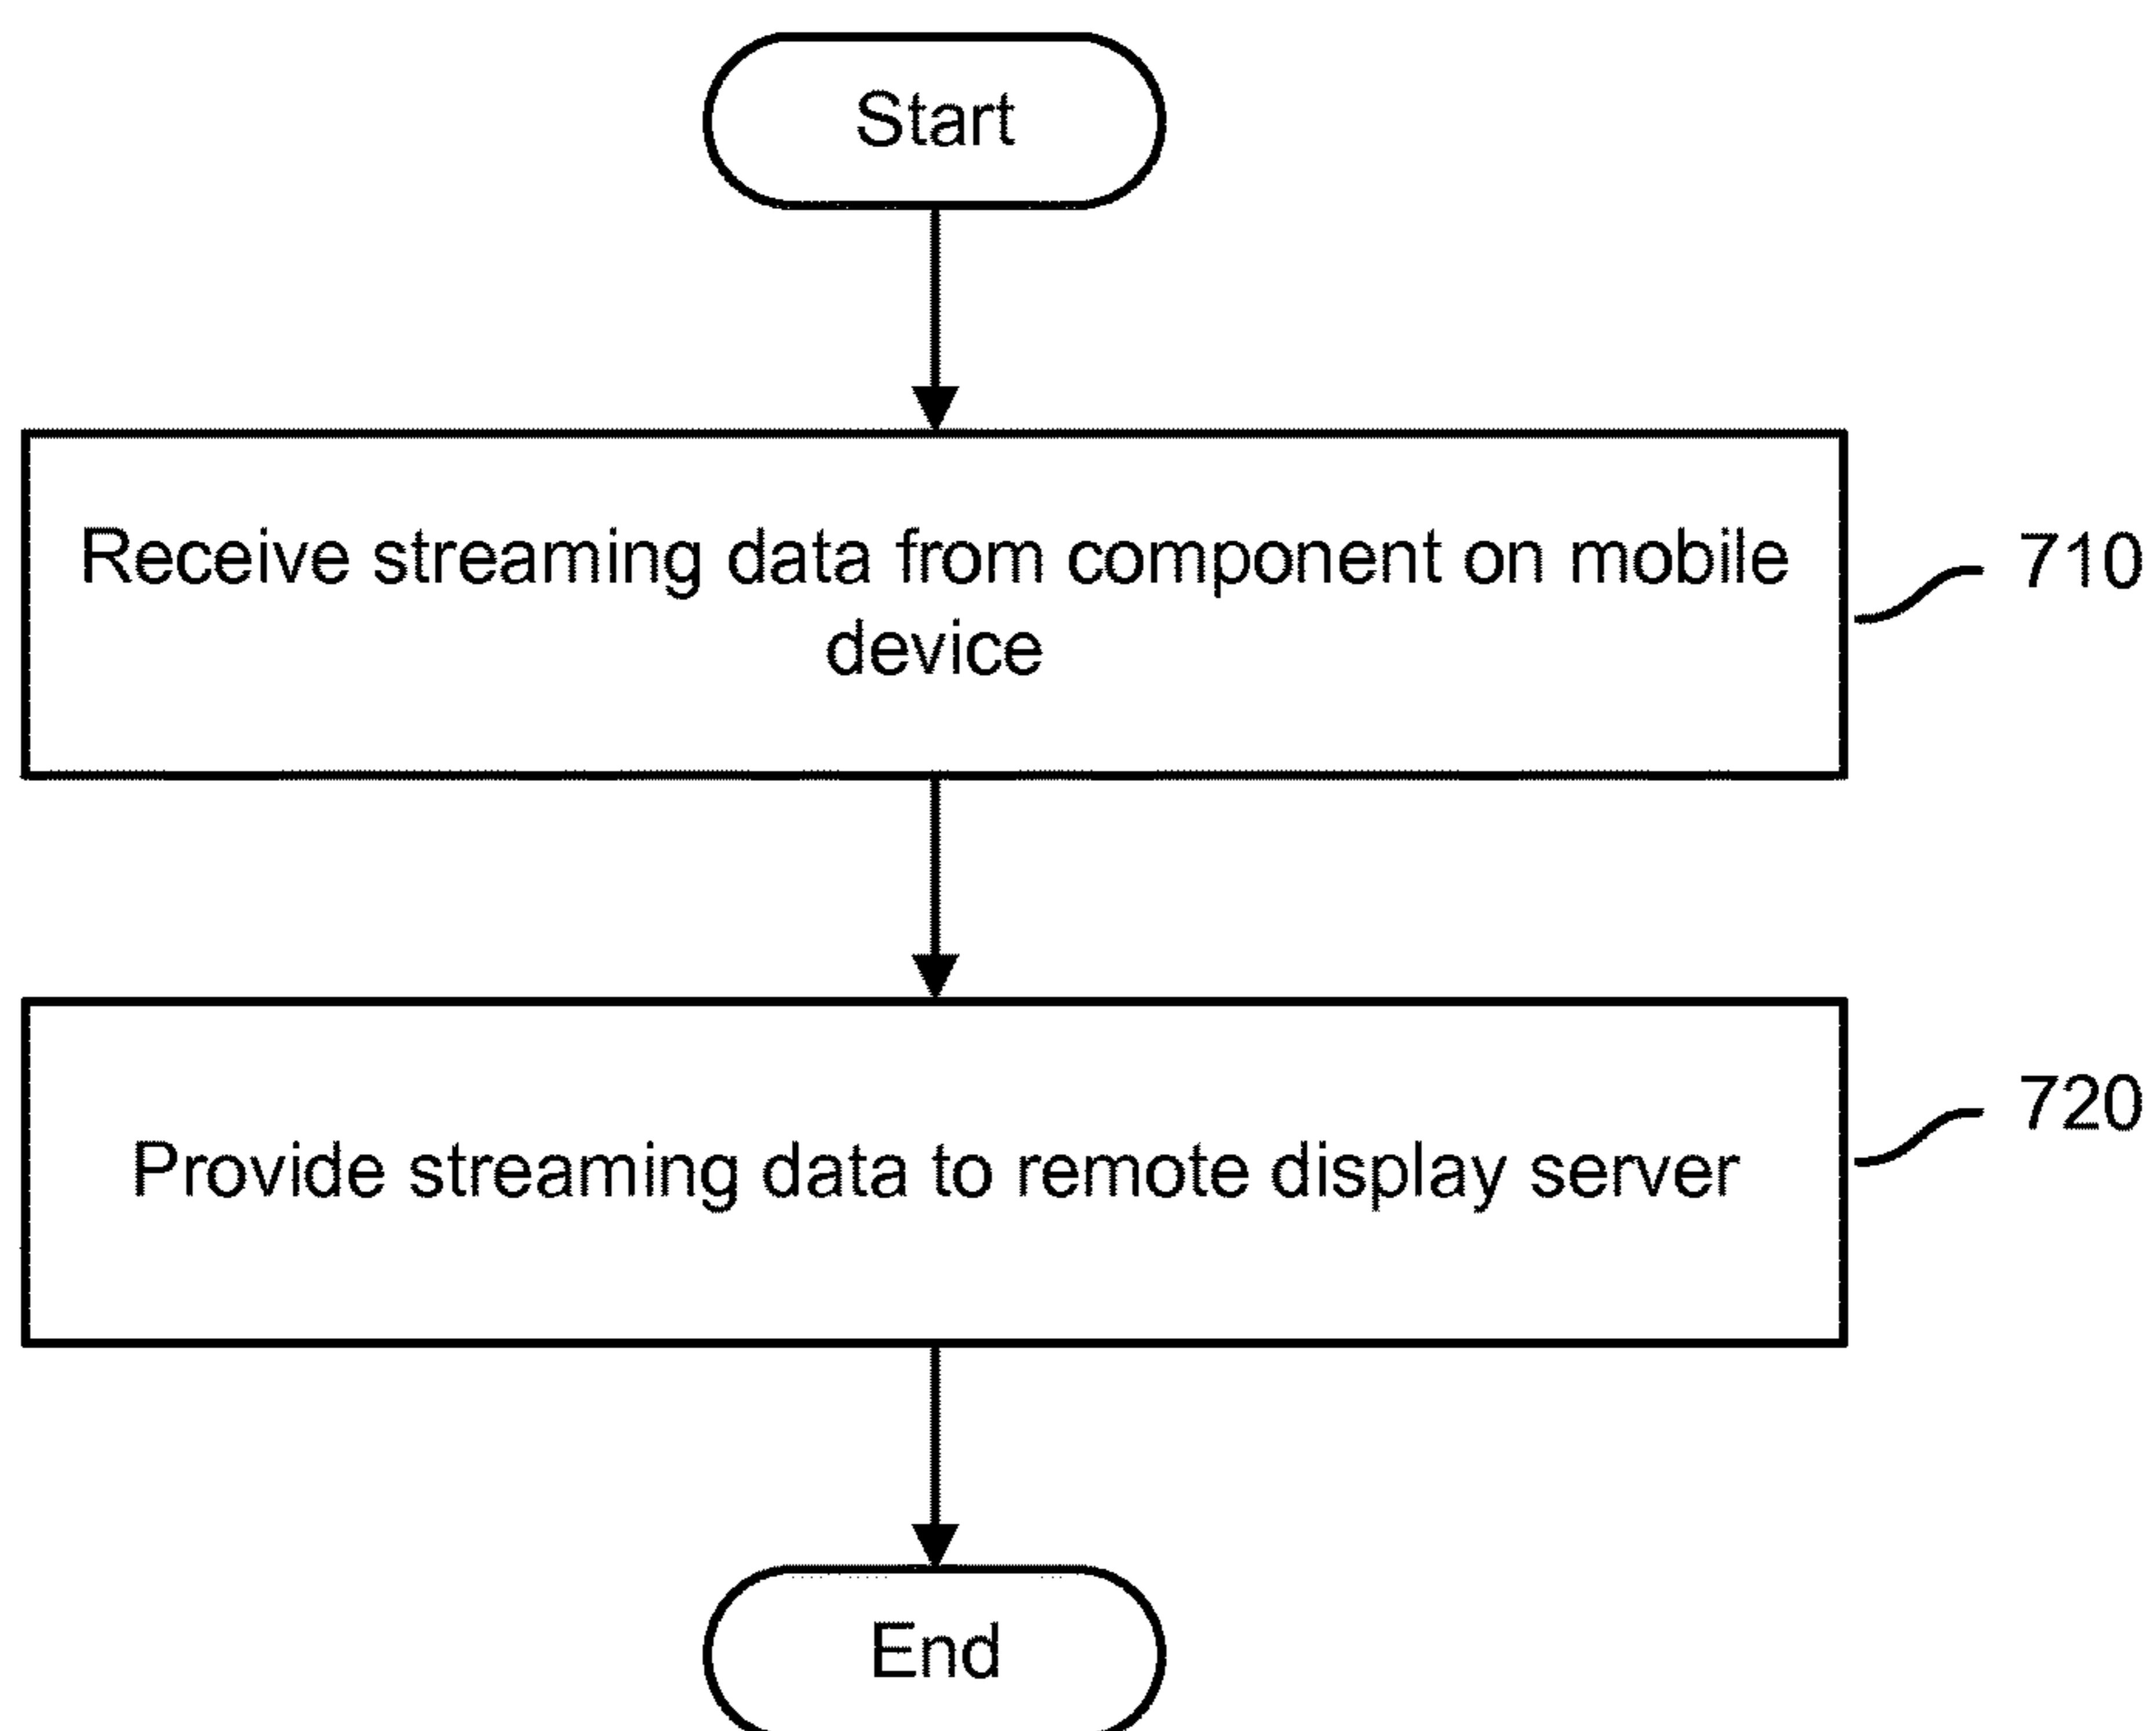 Start
Receive streaming data from component on mobile
device
710
Provide streaming data to remote display server
720
End